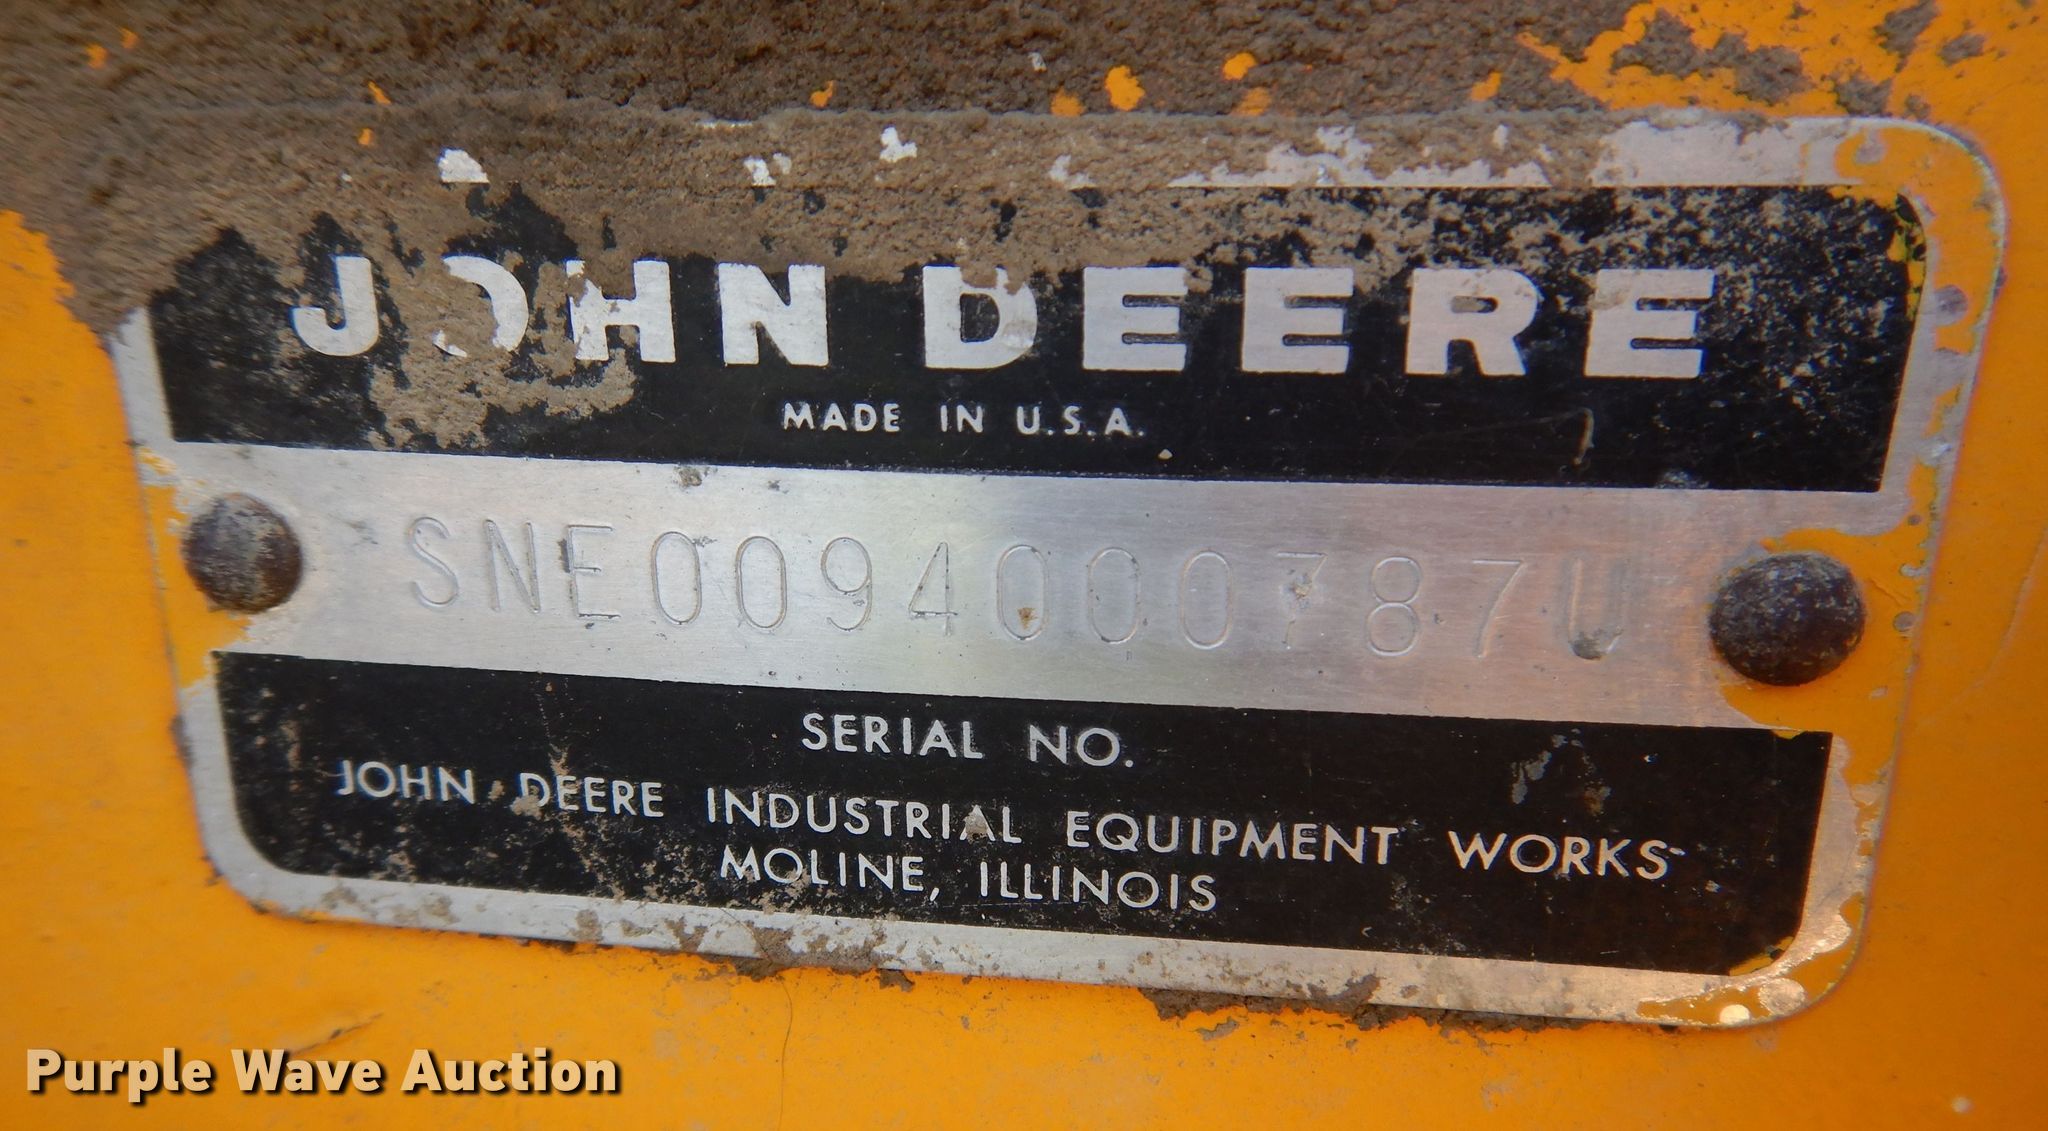 JOHN DEERE
MADE IN U.S.A.
SNE0094000787U
SERIAL NO.
JOHN DEERE INDUSTRIAL EQUIPMENT WORKS
MOLINE, ILLINOIS
Purple Wave Auction